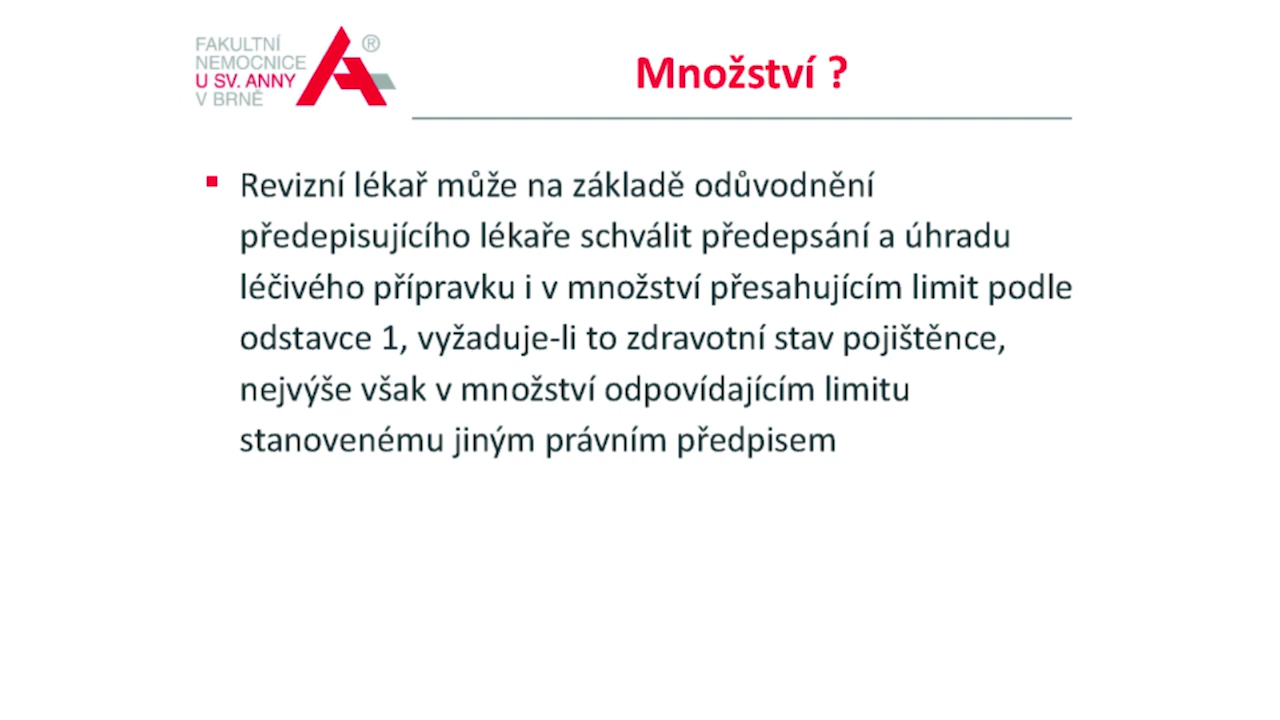 FAKULTNÍ
NEMOCNICE
U SV. ANNY
V BRNĚ
®
Množství ?
▪ Revizní lékař může na základě odůvodnění
předepisujícího lékaře schválit předepsání a úhradu
léčivého přípravku i v množství přesahujícím limit podle
odstavce 1, vyžaduje-li to zdravotní stav pojištěnce,
nejvýše však v množství odpovídajícím limitu
stanovenému jiným právním předpisem